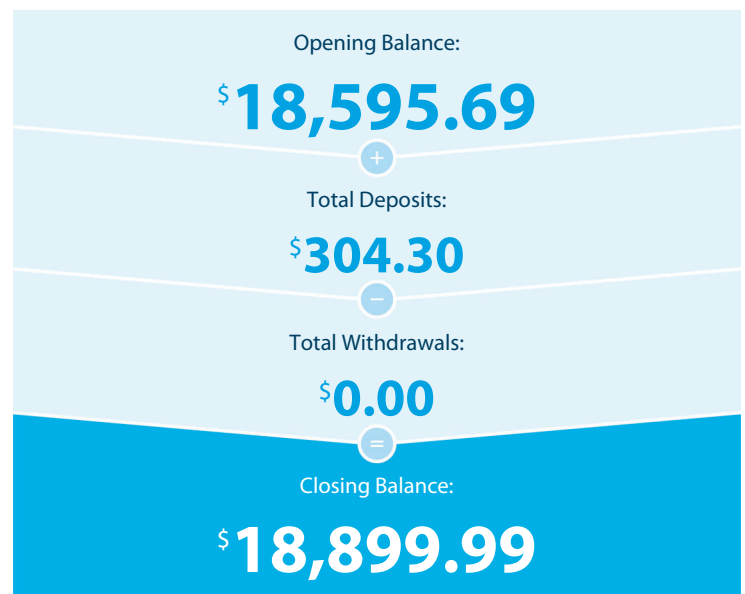 Opening Balance:
$18,595.69
+
Total Deposits:
$304.30
−
Total Withdrawals:
$0.00
=
Closing Balance:
$18,899.99